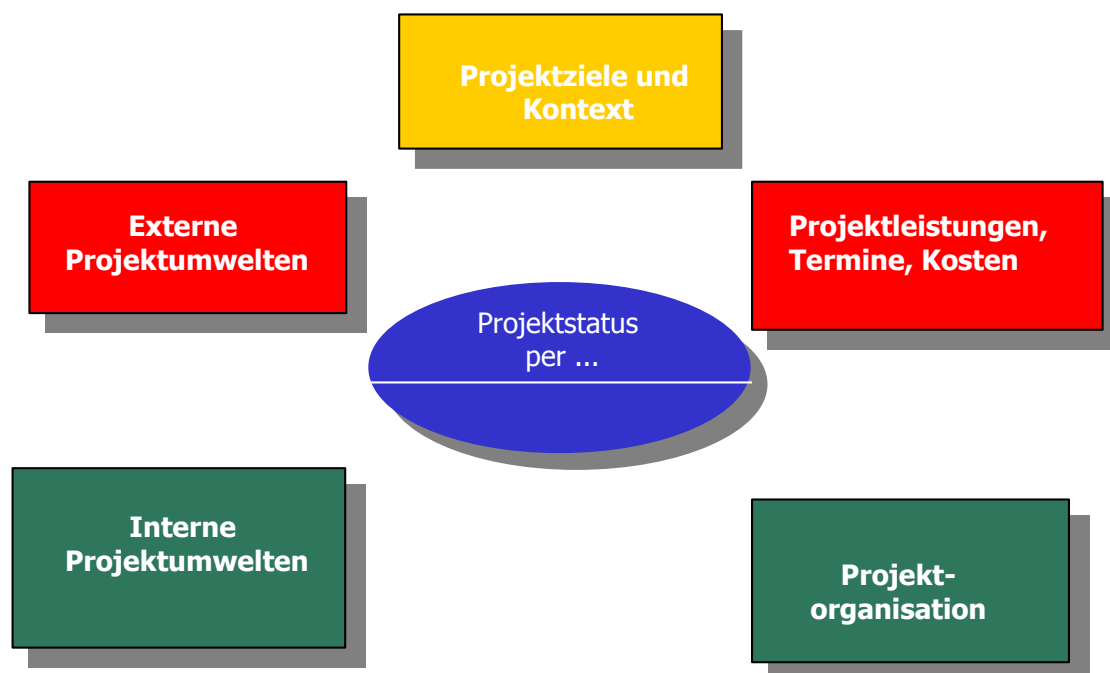 Projektziele und
Kontext
Externe
Projektumwelten
Projektleistungen,
Termine, Kosten
Projektstatus
per ...
Interne
Projektumwelten
Projekt-
organisation